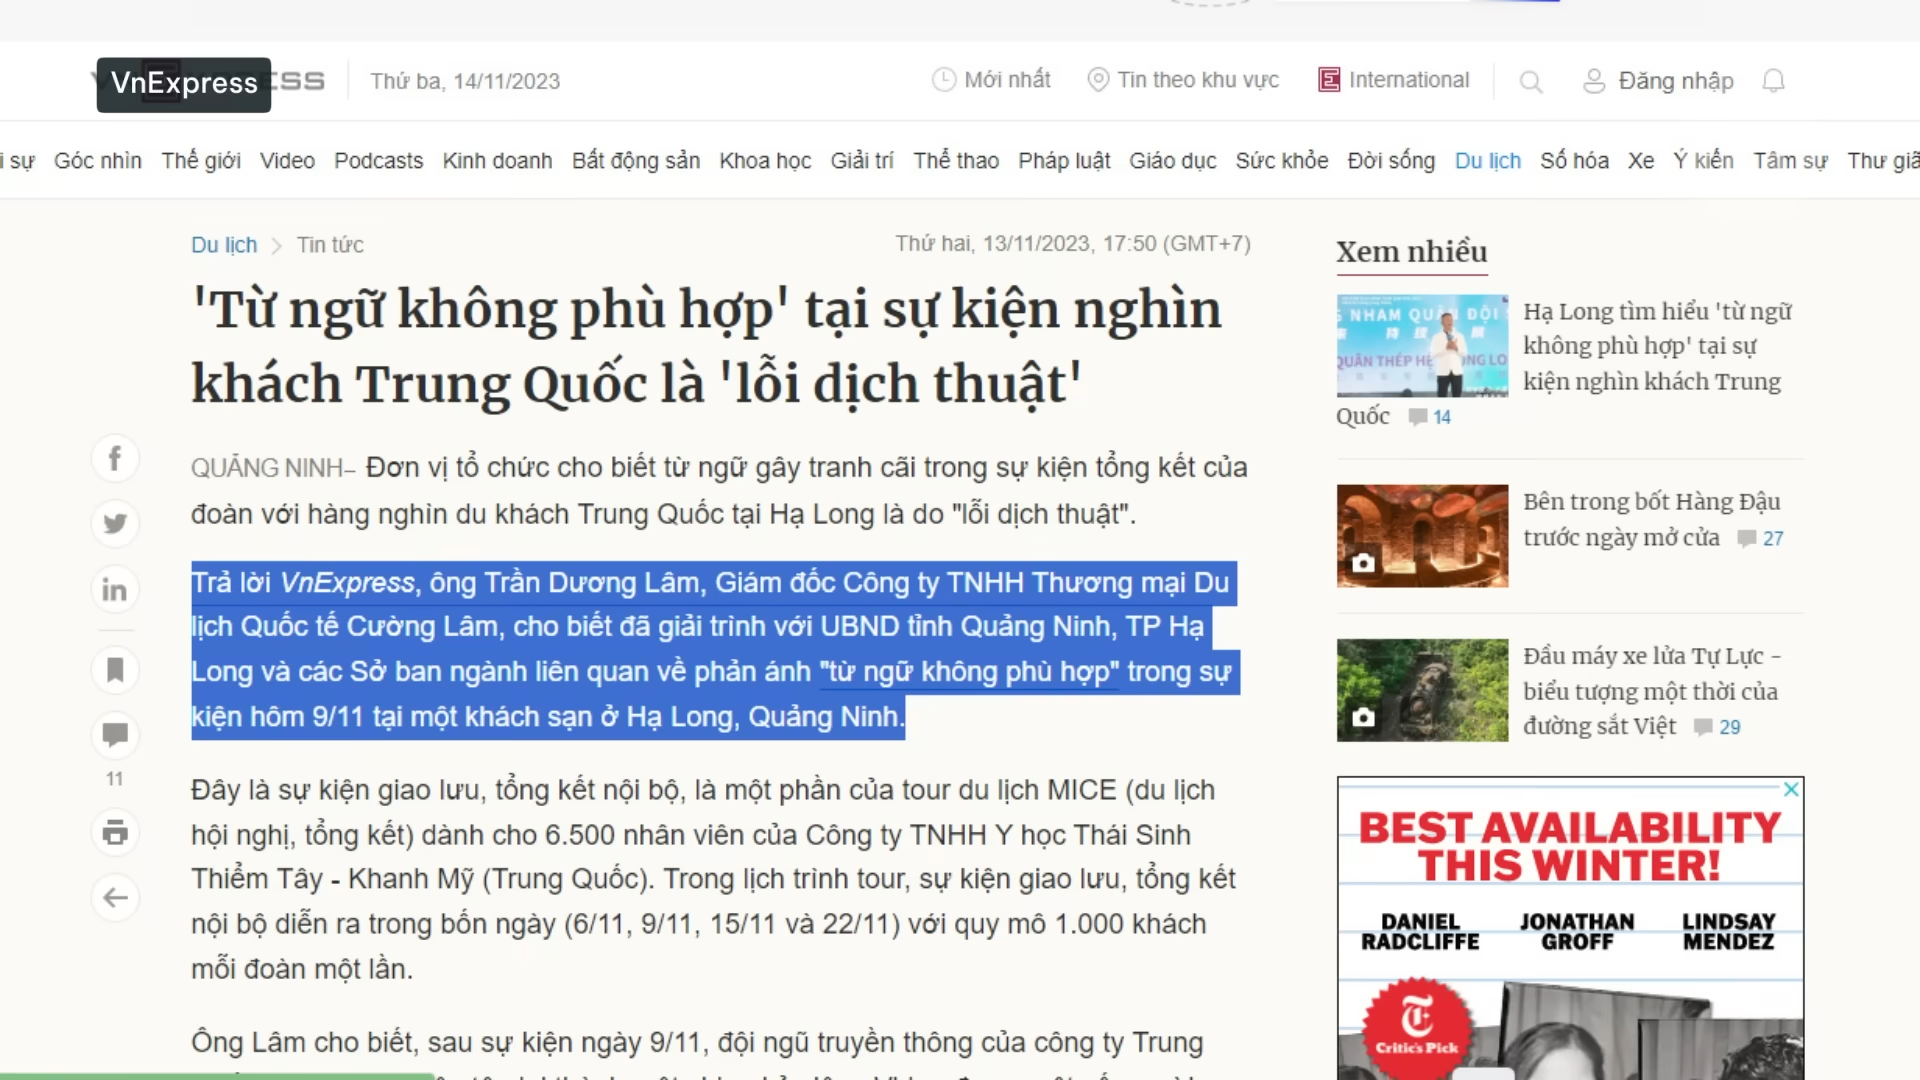 VnExpress
ESS
Thứ ba, 14/11/2023
Mới nhất
Tin theo khu vực
International
Đăng nhập
i sự Góc nhìn Thế giới Video Podcasts Kinh doanh Bất động sản Khoa học Giải trí Thể thao Pháp luật Giáo dục Sức khỏe Đời sống Du lịch Số hóa Xe Ý kiến Tâm sự Thư giã
Du lịch > Tin tức
Thứ hai, 13/11/2023, 17:50 (GMT+7)
'Từ ngữ không phù hợp' tại sự kiện nghìn
khách Trung Quốc là 'lỗi dịch thuật'
QUẢNG NINH– Đơn vị tổ chức cho biết từ ngữ gây tranh cãi trong sự kiện tổng kết của
đoàn với hàng nghìn du khách Trung Quốc tại Hạ Long là do "lỗi dịch thuật".
Trả lời VnExpress, ông Trần Dương Lâm, Giám đốc Công ty TNHH Thương mại Du
lịch Quốc tế Cường Lâm, cho biết đã giải trình với UBND tỉnh Quảng Ninh, TP Hạ
Long và các Sở ban ngành liên quan về phản ánh "từ ngữ không phù hợp" trong sự
kiện hôm 9/11 tại một khách sạn ở Hạ Long, Quảng Ninh.
11
Đây là sự kiện giao lưu, tổng kết nội bộ, là một phần của tour du lịch MICE (du lịch
hội nghị, tổng kết) dành cho 6.500 nhân viên của Công ty TNHH Y học Thái Sinh
Thiểm Tây - Khanh Mỹ (Trung Quốc). Trong lịch trình tour, sự kiện giao lưu, tổng kết
nội bộ diễn ra trong bốn ngày (6/11, 9/11, 15/11 và 22/11) với quy mô 1.000 khách
mỗi đoàn một lần.
Ông Lâm cho biết, sau sự kiện ngày 9/11, đội ngũ truyền thông của công ty Trung
Xem nhiều
NHAM QUÂN ĐỘI
QUÂN THÉP HẸ
Hạ Long tìm hiểu 'từ ngữ
không phù hợp' tại sự
kiện nghìn khách Trung
Quốc 14
Bên trong bốt Hàng Đậu
trước ngày mở cửa 27
Đầu máy xe lửa Tự Lực -
biểu tượng một thời của
đường sắt Việt 29
BEST AVAILABILITY
THIS WINTER!
DANIEL
RADCLIFFE
JONATHAN
GROFF
LINDSAY
MENDEZ
T
Critic's Pick